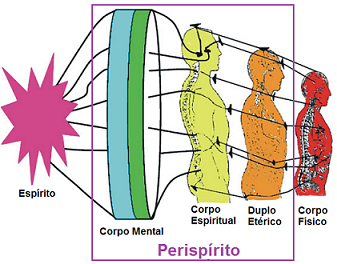 Espírito
Corpo Mental
Corpo
Espiritual
Duplo
Etérico
Corpo
Físico
Perispírito